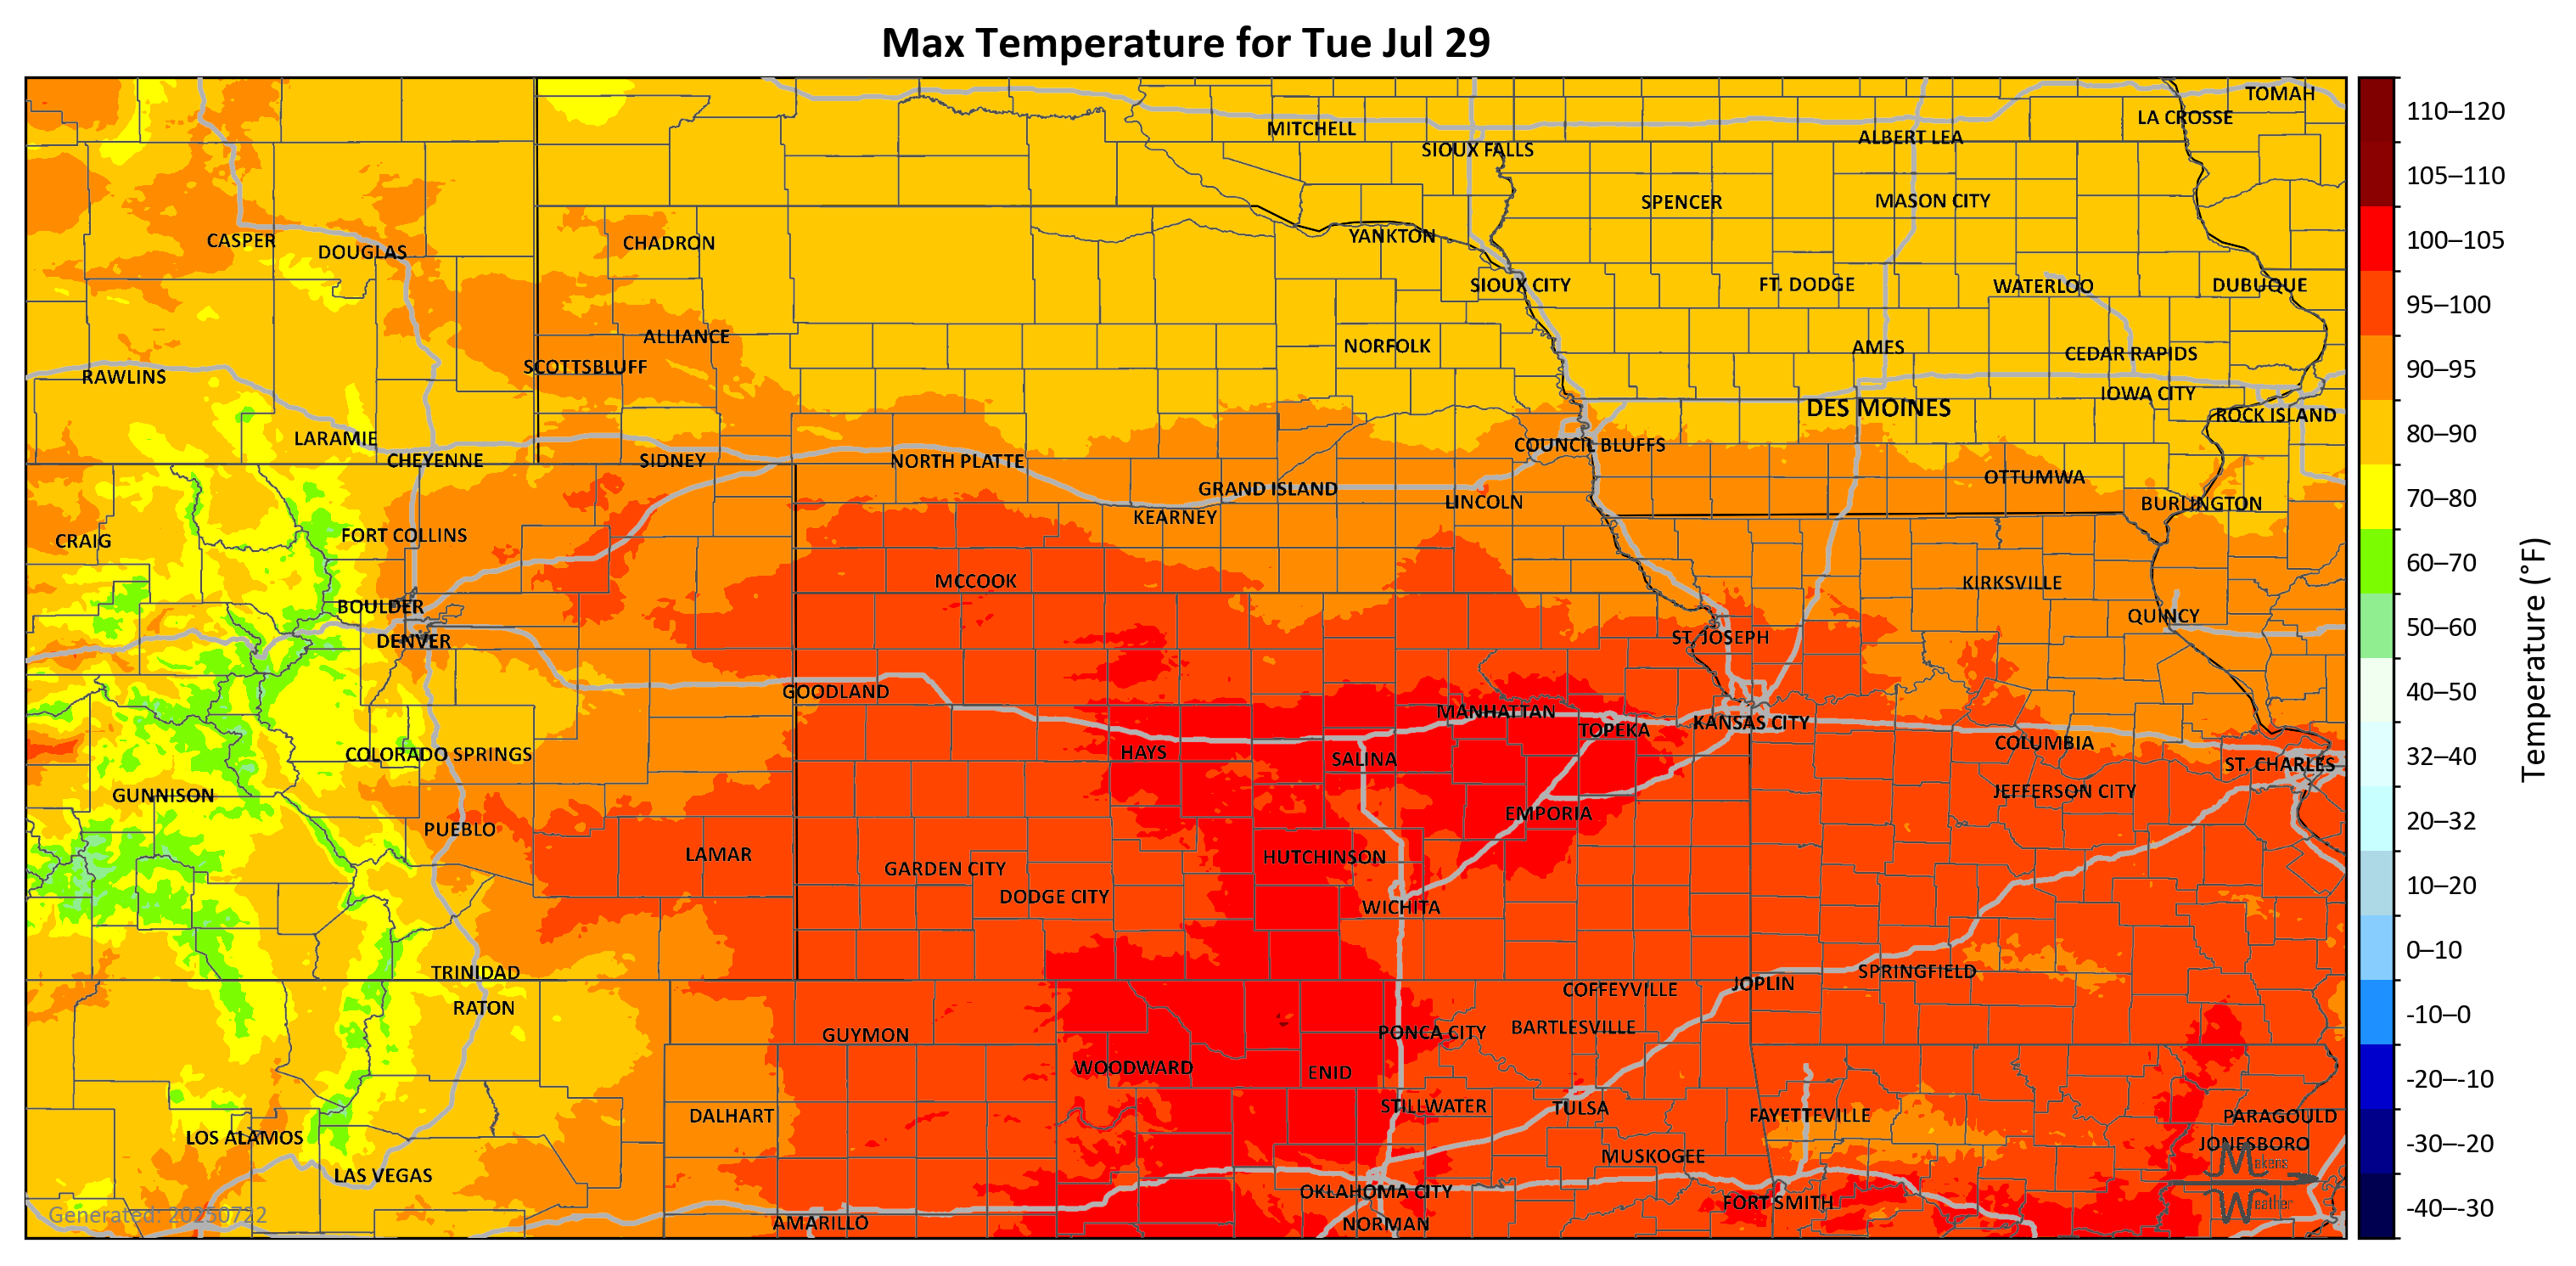 Max Temperature for Tue Jul 29
TOMAH
LA CROSSE
MITCHELL
ALBERT LEA
SIOUX FALLS
SPENCER
MASON CITY
YANKTON
CASPER
CHADRON
DOUGLAS
SIOUX CITY
FT. DODGE
WATERLOO
DUBUQUE
ALLIANCE
NORFOLK
AMES
CEDAR RAPIDS
SCOTTSBLUFF
RAWLINS
IOWA CITY
DES MOINES
ROCK ISLAND
LARAMIE
COUNCIL BLUFFS
CHEYENNE
SIDNEY
NORTH PLATTE
OTTUMWA
GRAND ISLAND
LINCOLN
BURLINGTON
KEARNEY
FORT COLLINS
CRAIG
MCCOOK
KIRKSVILLE
BOULDER
QUINCY
DENVER
ST. JOSEPH
GOODLAND
MANHATTAN
KANSAS CITY
TOPEKA
COLUMBIA
HAYS
COLORADO SPRINGS
SALINA
ST. CHARLES
JEFFERSON CITY
GUNNISON
EMPORIA
PUEBLO
LAMAR
HUTCHINSON
GARDEN CITY
DODGE CITY
WICHITA
TRINIDAD
SPRINGFIELD
JOPLIN
COFFEYVILLE
RATON
BARTLESVILLE
PONCA CITY
GUYMON
WOODWARD
ENID
STILLWATER
TULSA
DALHART
FAYETTEVILLE
PARAGOULD
LOS ALAMOS
JONESBORO
MUSKOGEE
LAS VEGAS
OKLAHOMA CITY
FORT SMITH
AMARILLO
NORMAN
Makens
Weather
Generated: 20250722
110–120
105–110
100–105
95–100
90–95
80–90
70–80
60–70
50–60
40–50
32–40
20–32
10–20
0–10
-10–0
-20–-10
-30–-20
-40–-30
Temperature (°F)